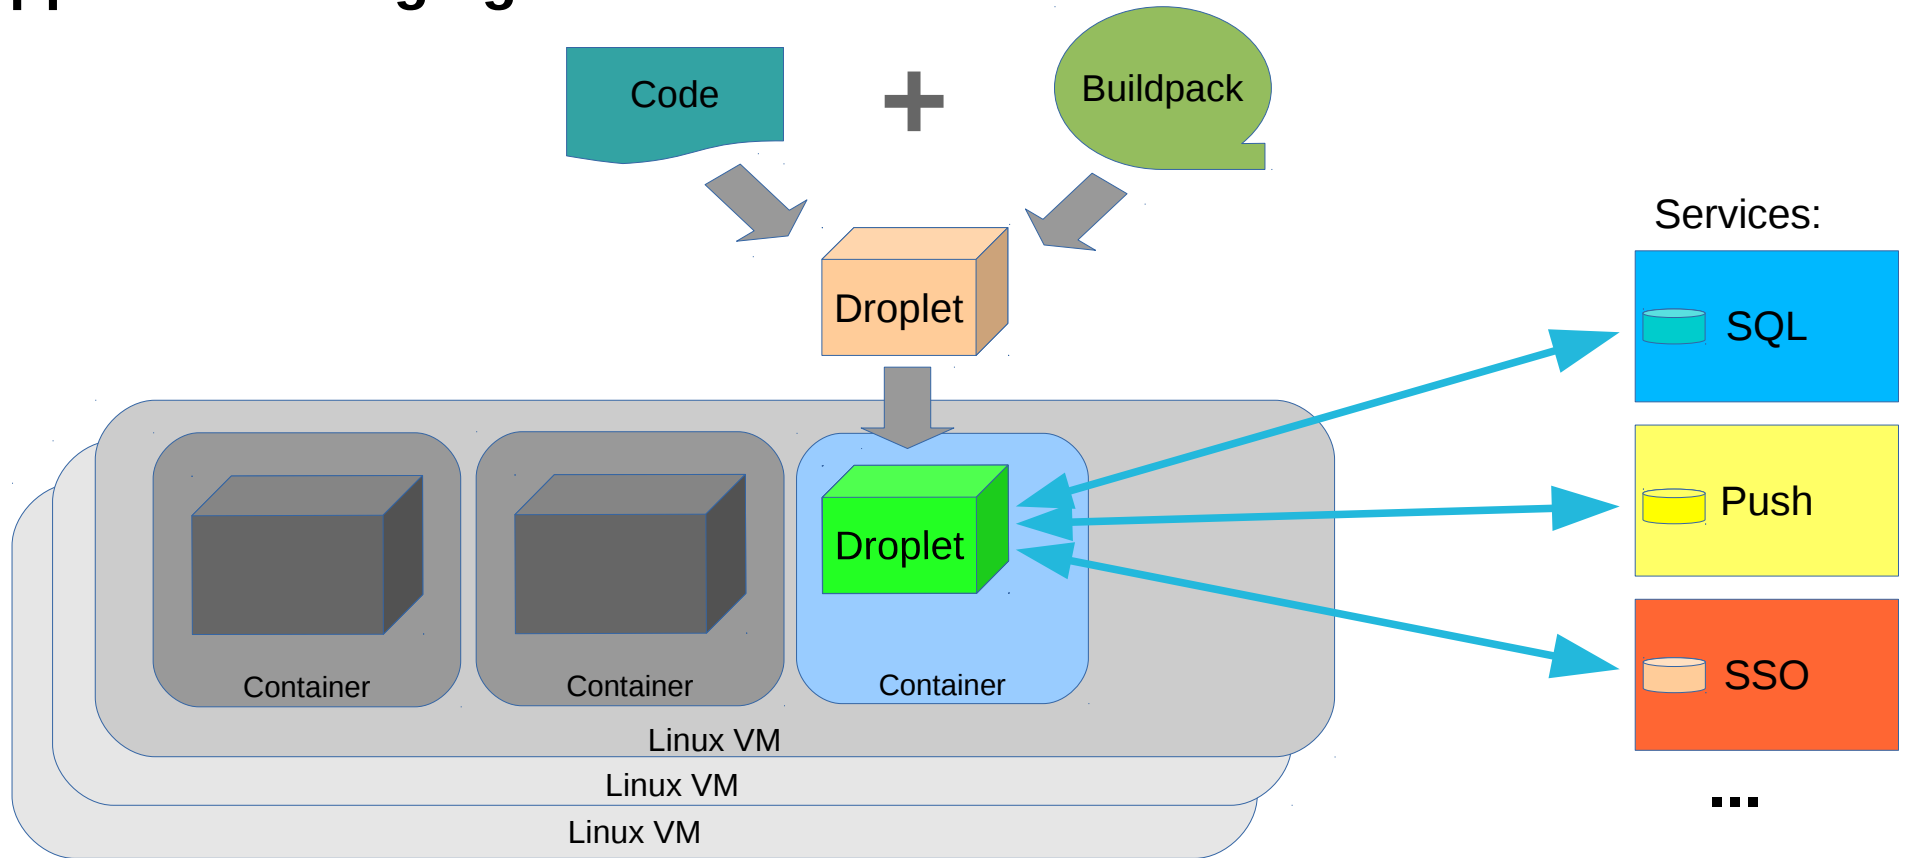 Code
+
Buildpack
Services:
Droplet
SQL
Push
Droplet
SSO
Container
Container
Container
Linux VM
Linux VM
Linux VM
...